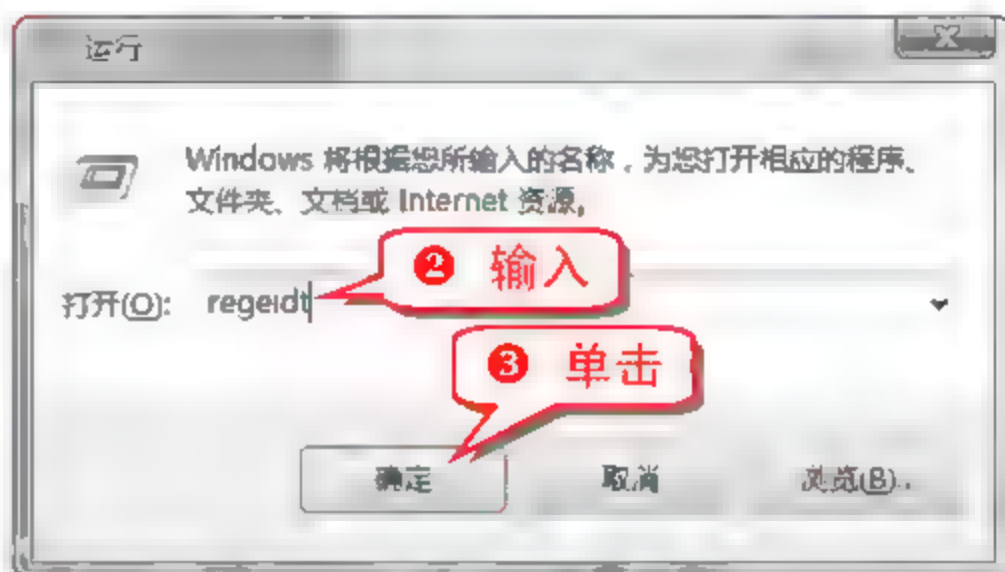 运行
Windows 将根据您所输入的名称，为您打开相应的程序、
文件夹、文档或 Internet 资源。
❷ 输入
打开(O): regeidt
❸ 单击
确定 取消 浏览(B)..